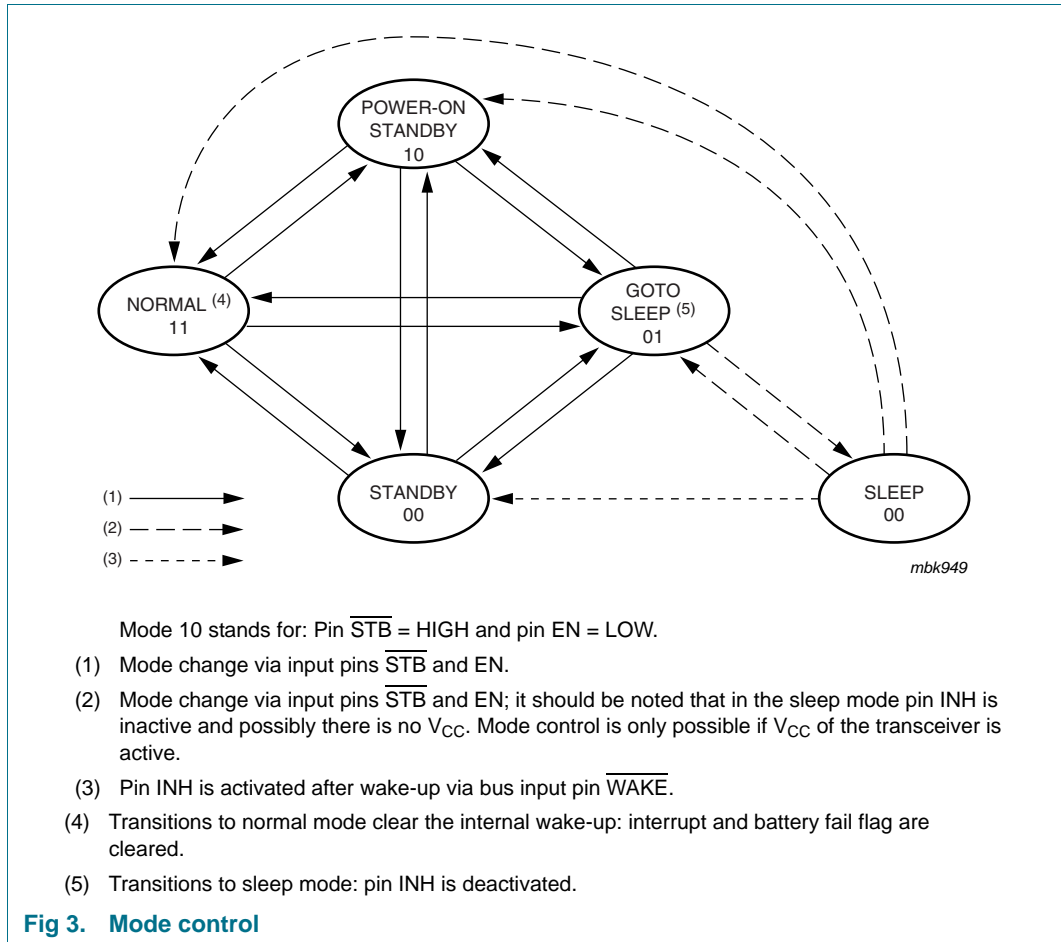 POWER-ON
STANDBY
10
NORMAL (4)
11
GOTO
SLEEP (5)
01
STANDBY
00
SLEEP
00
(1)
(2)
(3)
mbk949
Mode 10 stands for: Pin STB = HIGH and pin EN = LOW.
(1) Mode change via input pins STB and EN.
(2) Mode change via input pins STB and EN; it should be noted that in the sleep mode pin INH is
inactive and possibly there is no VCC. Mode control is only possible if VCC of the transceiver is
active.
(3) Pin INH is activated after wake-up via bus input pin WAKE.
(4) Transitions to normal mode clear the internal wake-up: interrupt and battery fail flag are
cleared.
(5) Transitions to sleep mode: pin INH is deactivated.
Fig 3. Mode control